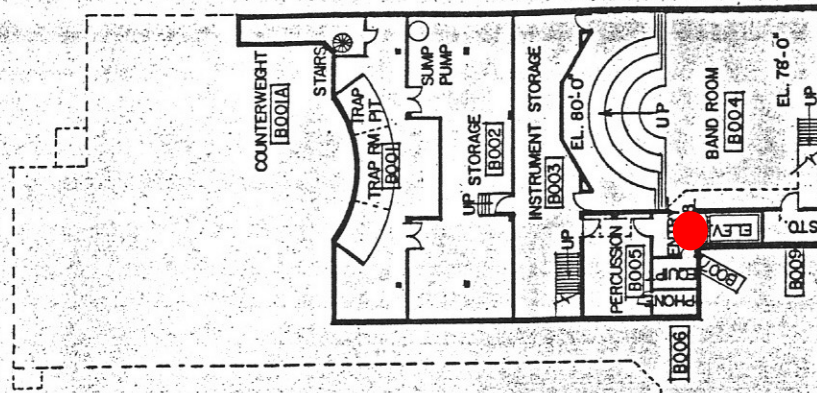 COUNTERWEIGHT
B001A
STAIRS
TRAP
PIT
TRAP RM.
B001
SUMP
PUMP
UP
STORAGE
B002
INSTRUMENT STORAGE
B003
EL. 80'-0"
UP
UP
BAND ROOM
B004
EL. 78'-0"
UP
PERCUSSION
B005
ELEV.
STO.
EQUIP
B007
PHONE
B006
B009